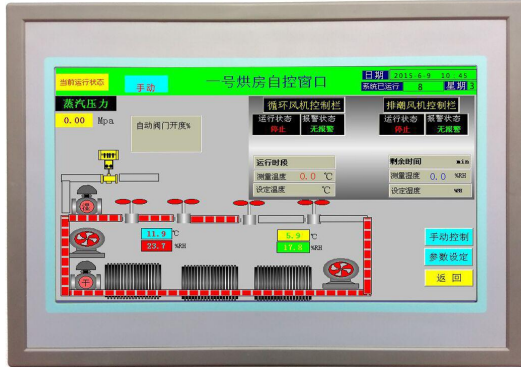 当前运行状态
手动
一号烘房自控窗口
日期 2015-6-9 10:45
系统已运行 8 星期 3
蒸汽压力
0.00 Mpa
自动阀门开度%
循环风机控制栏
运行状态 报警状态
停止 无报警
排潮风机控制栏
运行状态 报警状态
停止 无报警
运行时段
测量温度 0.0 ℃
设定温度 ℃
剩余时间 min
测量湿度 0.0 %RH
设定湿度
湿
11.9 ℃
23.7 %RH
5.9 ℃
17.8 %RH
干
手动控制
参数设定
返回